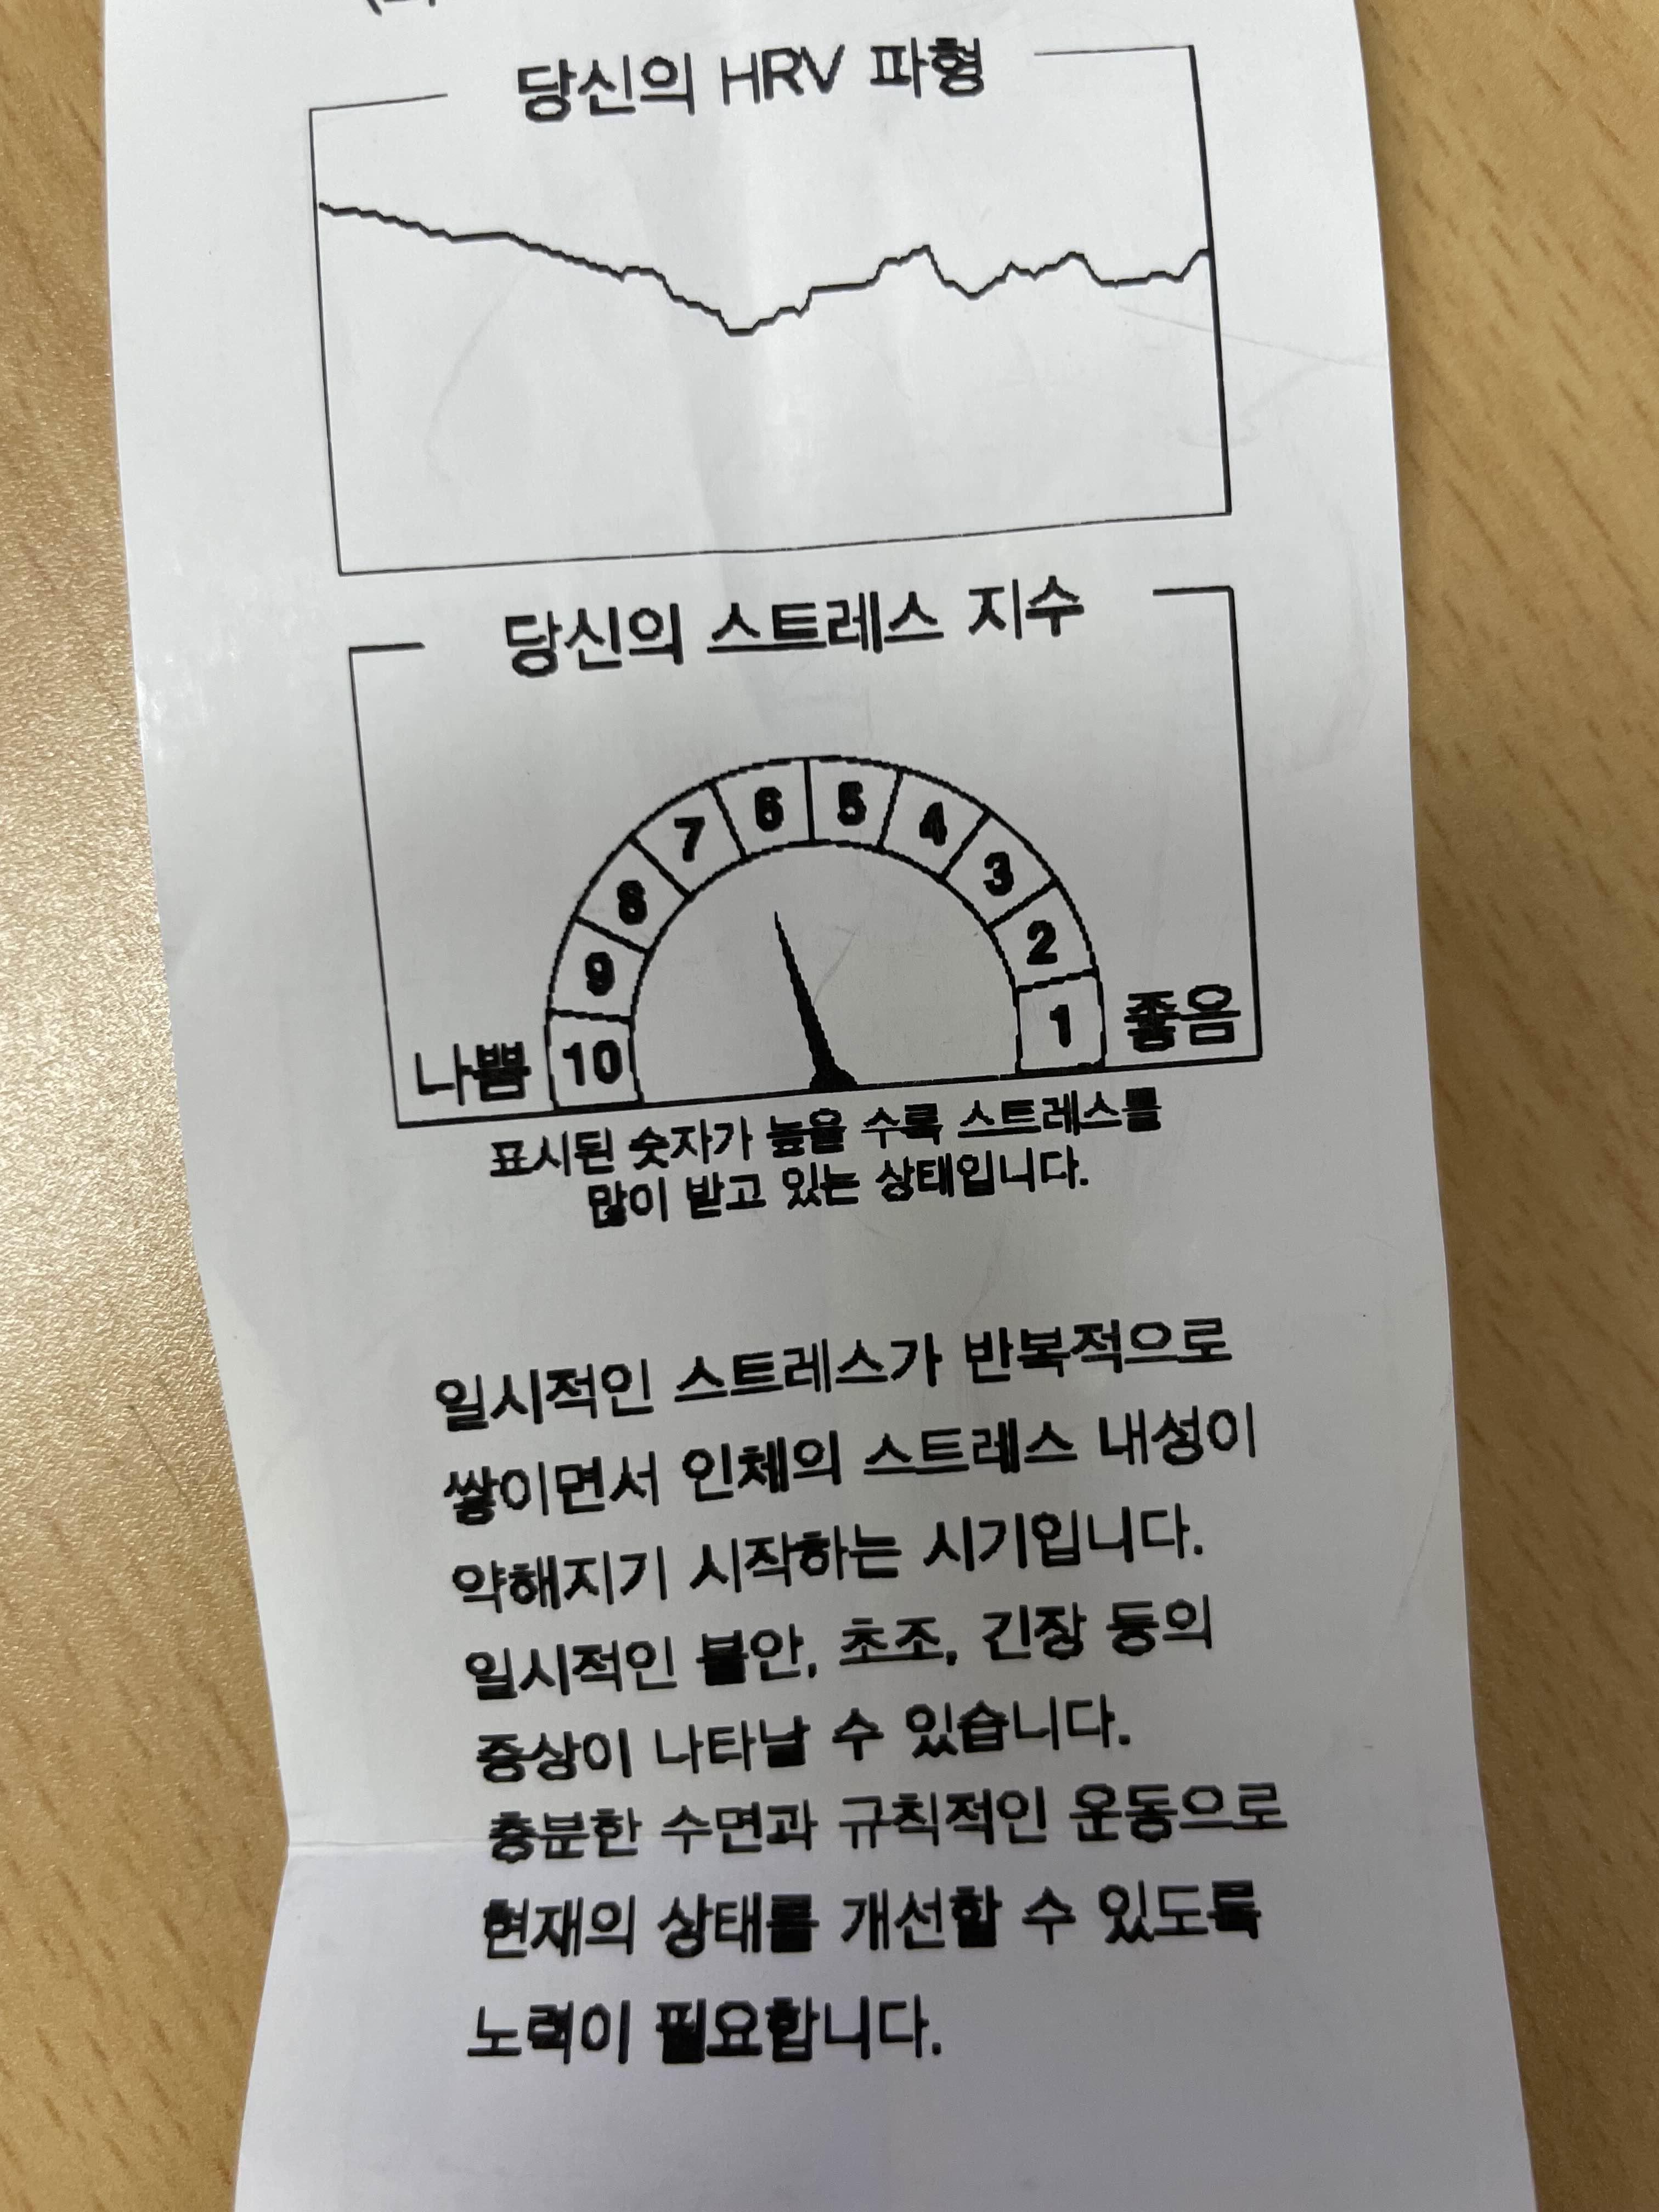 당신의 HRV 파형
당신의 스트레스 지수
6 5
7 4
8 3
9 2
나쁨 10 1 좋음
표시된 숫자가 높을 수록 스트레스를
많이 받고 있는 상태입니다.
일시적인 스트레스가 반복적으로
쌓이면서 인체의 스트레스 내성이
약해지기 시작하는 시기입니다.
일시적인 불안, 초조, 긴장 등의
증상이 나타날 수 있습니다.
충분한 수면과 규칙적인 운동으로
현재의 상태를 개선할 수 있도록
노력이 필요합니다.